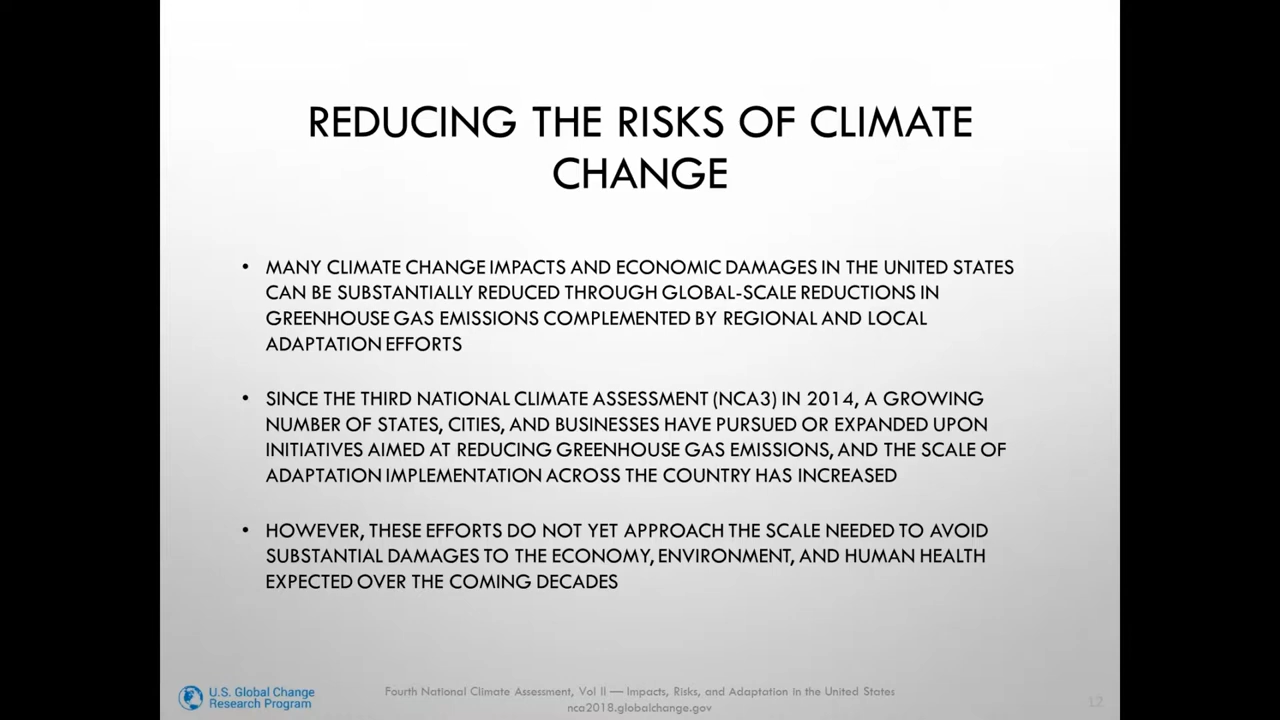 REDUCING THE RISKS OF CLIMATE
CHANGE
• MANY CLIMATE CHANGE IMPACTS AND ECONOMIC DAMAGES IN THE UNITED STATES
CAN BE SUBSTANTIALLY REDUCED THROUGH GLOBAL-SCALE REDUCTIONS IN
GREENHOUSE GAS EMISSIONS COMPLEMENTED BY REGIONAL AND LOCAL
ADAPTATION EFFORTS
• SINCE THE THIRD NATIONAL CLIMATE ASSESSMENT (NCA3) IN 2014, A GROWING
NUMBER OF STATES, CITIES, AND BUSINESSES HAVE PURSUED OR EXPANDED UPON
INITIATIVES AIMED AT REDUCING GREENHOUSE GAS EMISSIONS, AND THE SCALE OF
ADAPTATION IMPLEMENTATION ACROSS THE COUNTRY HAS INCREASED
• HOWEVER, THESE EFFORTS DO NOT YET APPROACH THE SCALE NEEDED TO AVOID
SUBSTANTIAL DAMAGES TO THE ECONOMY, ENVIRONMENT, AND HUMAN HEALTH
EXPECTED OVER THE COMING DECADES
U.S. Global Change
Research Program
Fourth National Climate Assessment, Vol II — Impacts, Risks, and Adaptation in the United States
nca2018.globalchange.gov
12